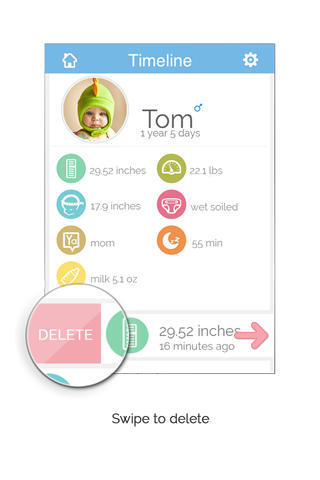 Timeline
Tom
1 year 5 days
29.52 inches
22.1 lbs
17.9 inches
wet soiled
Ya
mom
55 min
milk 5.1 oz
DELETE
29.52 inches
16 minutes ago
Swipe to delete